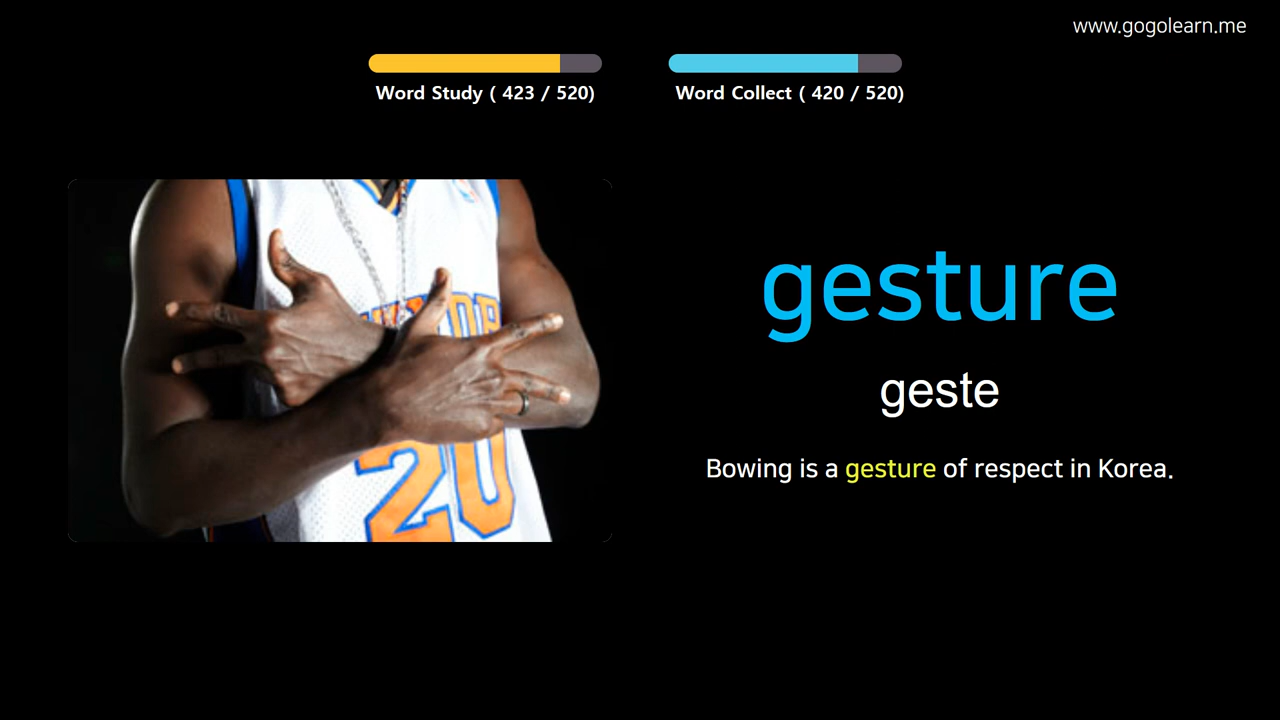 www.gogolearn.me
Word Study ( 423 / 520)
Word Collect ( 420 / 520)
gesture
geste
Bowing is a gesture of respect in Korea.
20